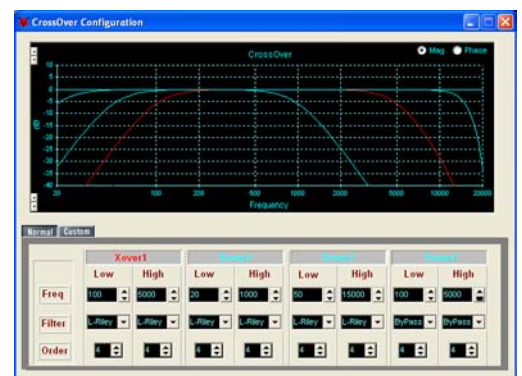 CrossOver Configuration
CrossOver
Mag Phase
10
5
0
-5
-10
-15
-20
-25
-30
-35
-40
dB
20 100 200 500 1000 2000 5000 10000 20000
Frequency
Normal Custom
Xover1
Low High Low High Low High Low High
Freq 100 5000 20 1000 50 15000 100 5000
Filter L-Riley L-Riley L-Riley L-Riley L-Riley L-Riley ByPass ByPass
Order 4 4 4 4 4 4 4 4